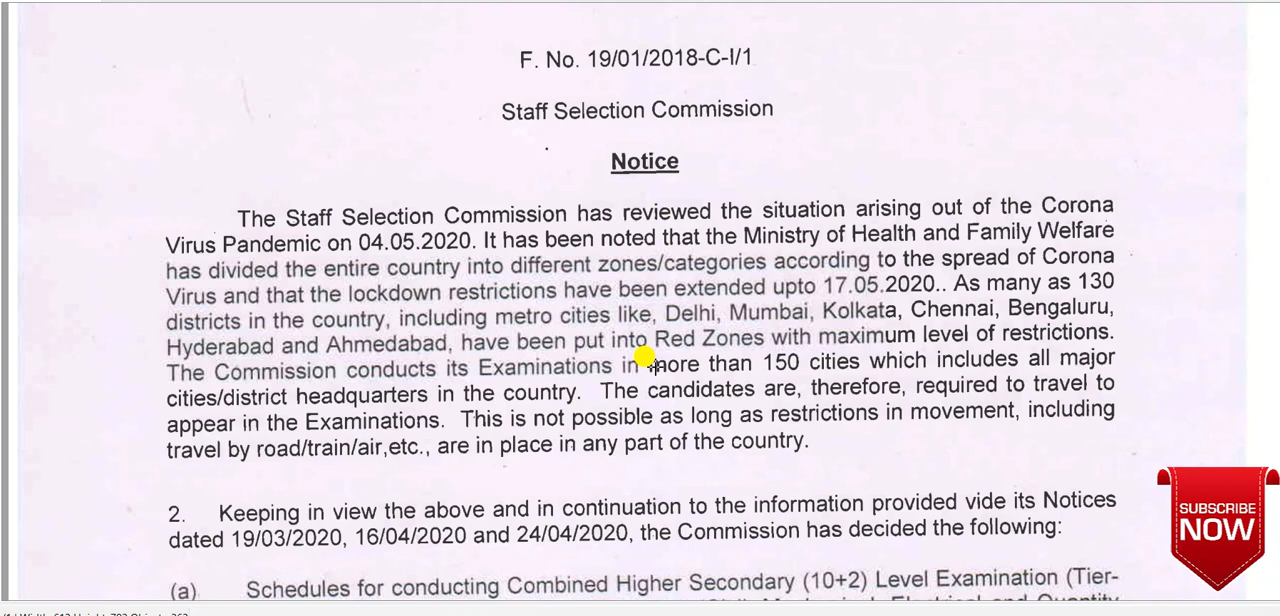 F. No. 19/01/2018-C-I/1
Staff Selection Commission
Notice
The Staff Selection Commission has reviewed the situation arising out of the Corona
Virus Pandemic on 04.05.2020. It has been noted that the Ministry of Health and Family Welfare
has divided the entire country into different zones/categories according to the spread of Corona
Virus and that the lockdown restrictions have been extended upto 17.05.2020.. As many as 130
districts in the country, including metro cities like, Delhi, Mumbai, Kolkata, Chennai, Bengaluru,
Hyderabad and Ahmedabad, have been put into Red Zones with maximum level of restrictions.
The Commission conducts its Examinations in more than 150 cities which includes all major
cities/district headquarters in the country. The candidates are, therefore, required to travel to
appear in the Examinations. This is not possible as long as restrictions in movement, including
travel by road/train/air,etc., are in place in any part of the country.
2. Keeping in view the above and in continuation to the information provided vide its Notices
dated 19/03/2020, 16/04/2020 and 24/04/2020, the Commission has decided the following:
(a) Schedules for conducting Combined Higher Secondary (10+2) Level Examination (Tier-
SUBSCRIBE
NOW